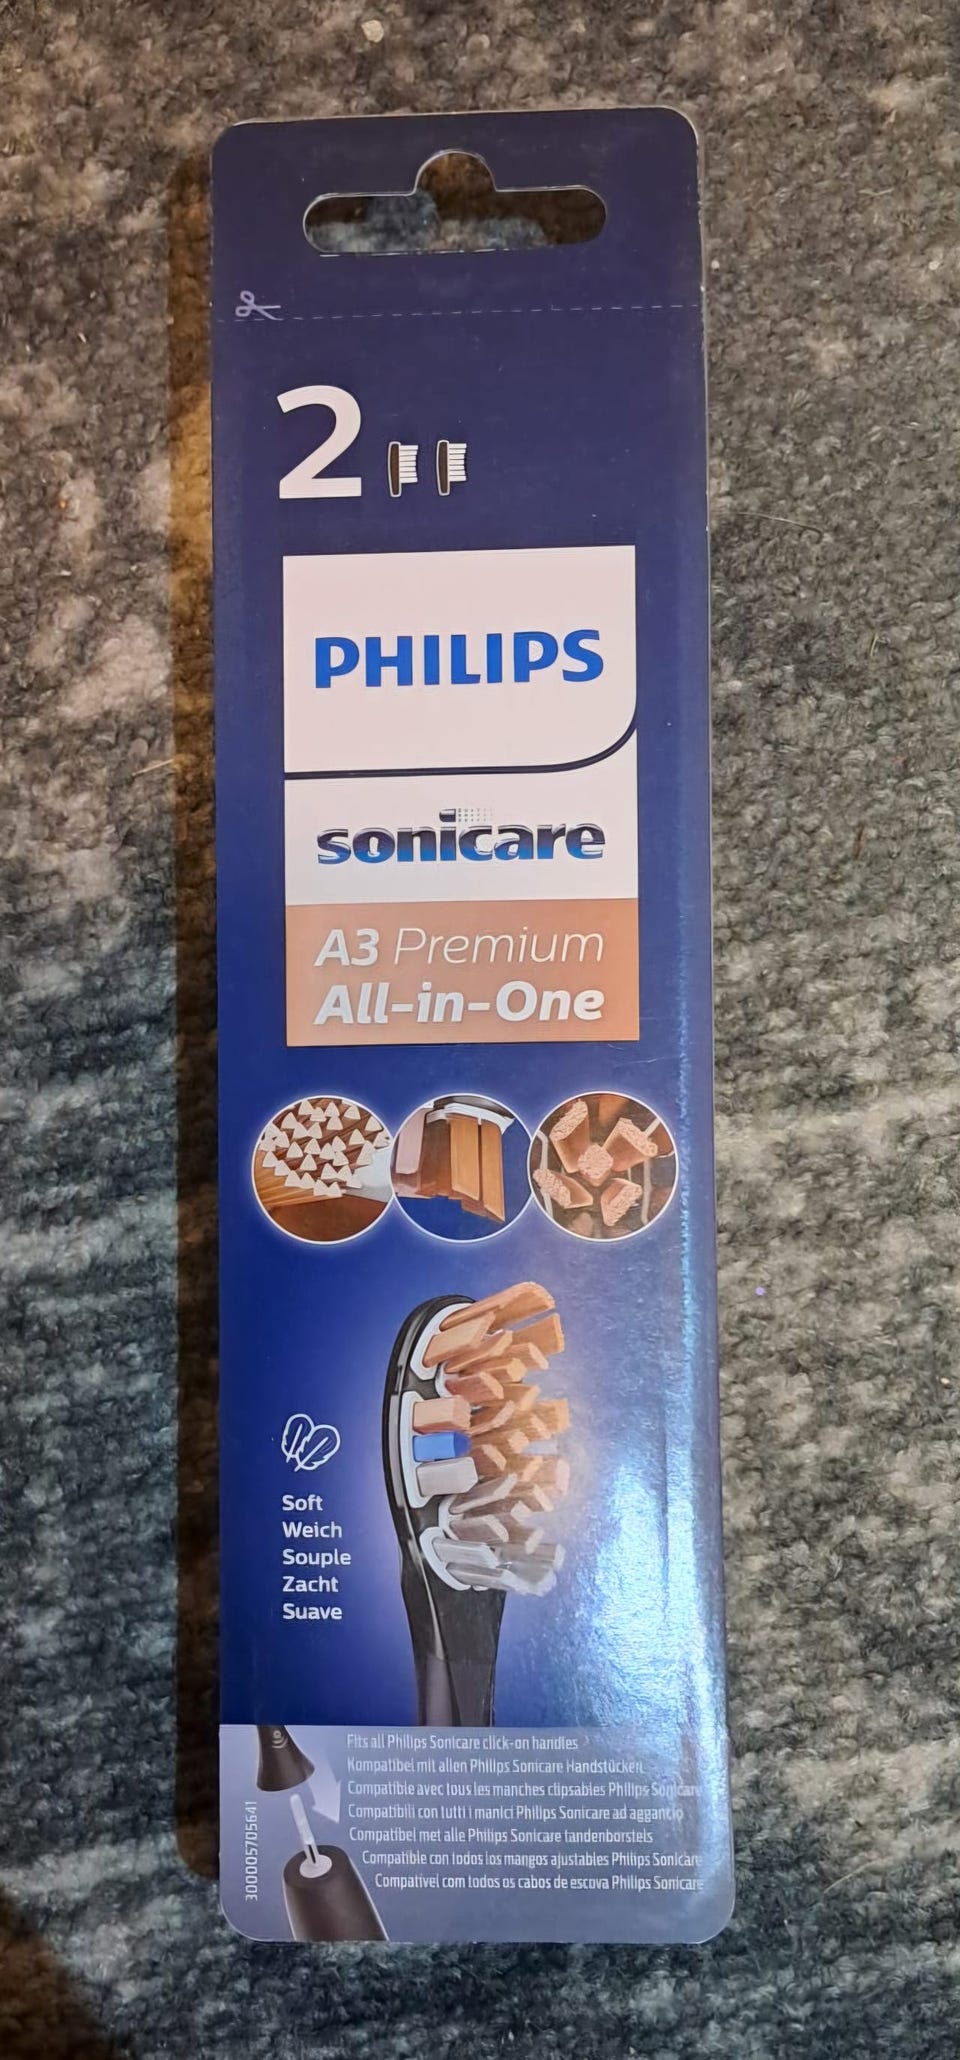 2
PHILIPS
sonicare
A3 Premium
All-in-One
Soft
Weich
Souple
Zacht
Suave
Fits all Philips Sonicare click-on handles
Kompatibel mit allen Philips Sonicare Handstücken
Compatible avec tous les manches clipsables Philips Sonicare
Compatibili con tutti i manici Philips Sonicare ad aggancio
Compatibel met alle Philips Sonicare tandenborstels
Compatible con todos los mangos ajustables Philips Sonicare
Compatível com todos os cabos de escova Philips Sonicare
300005705641